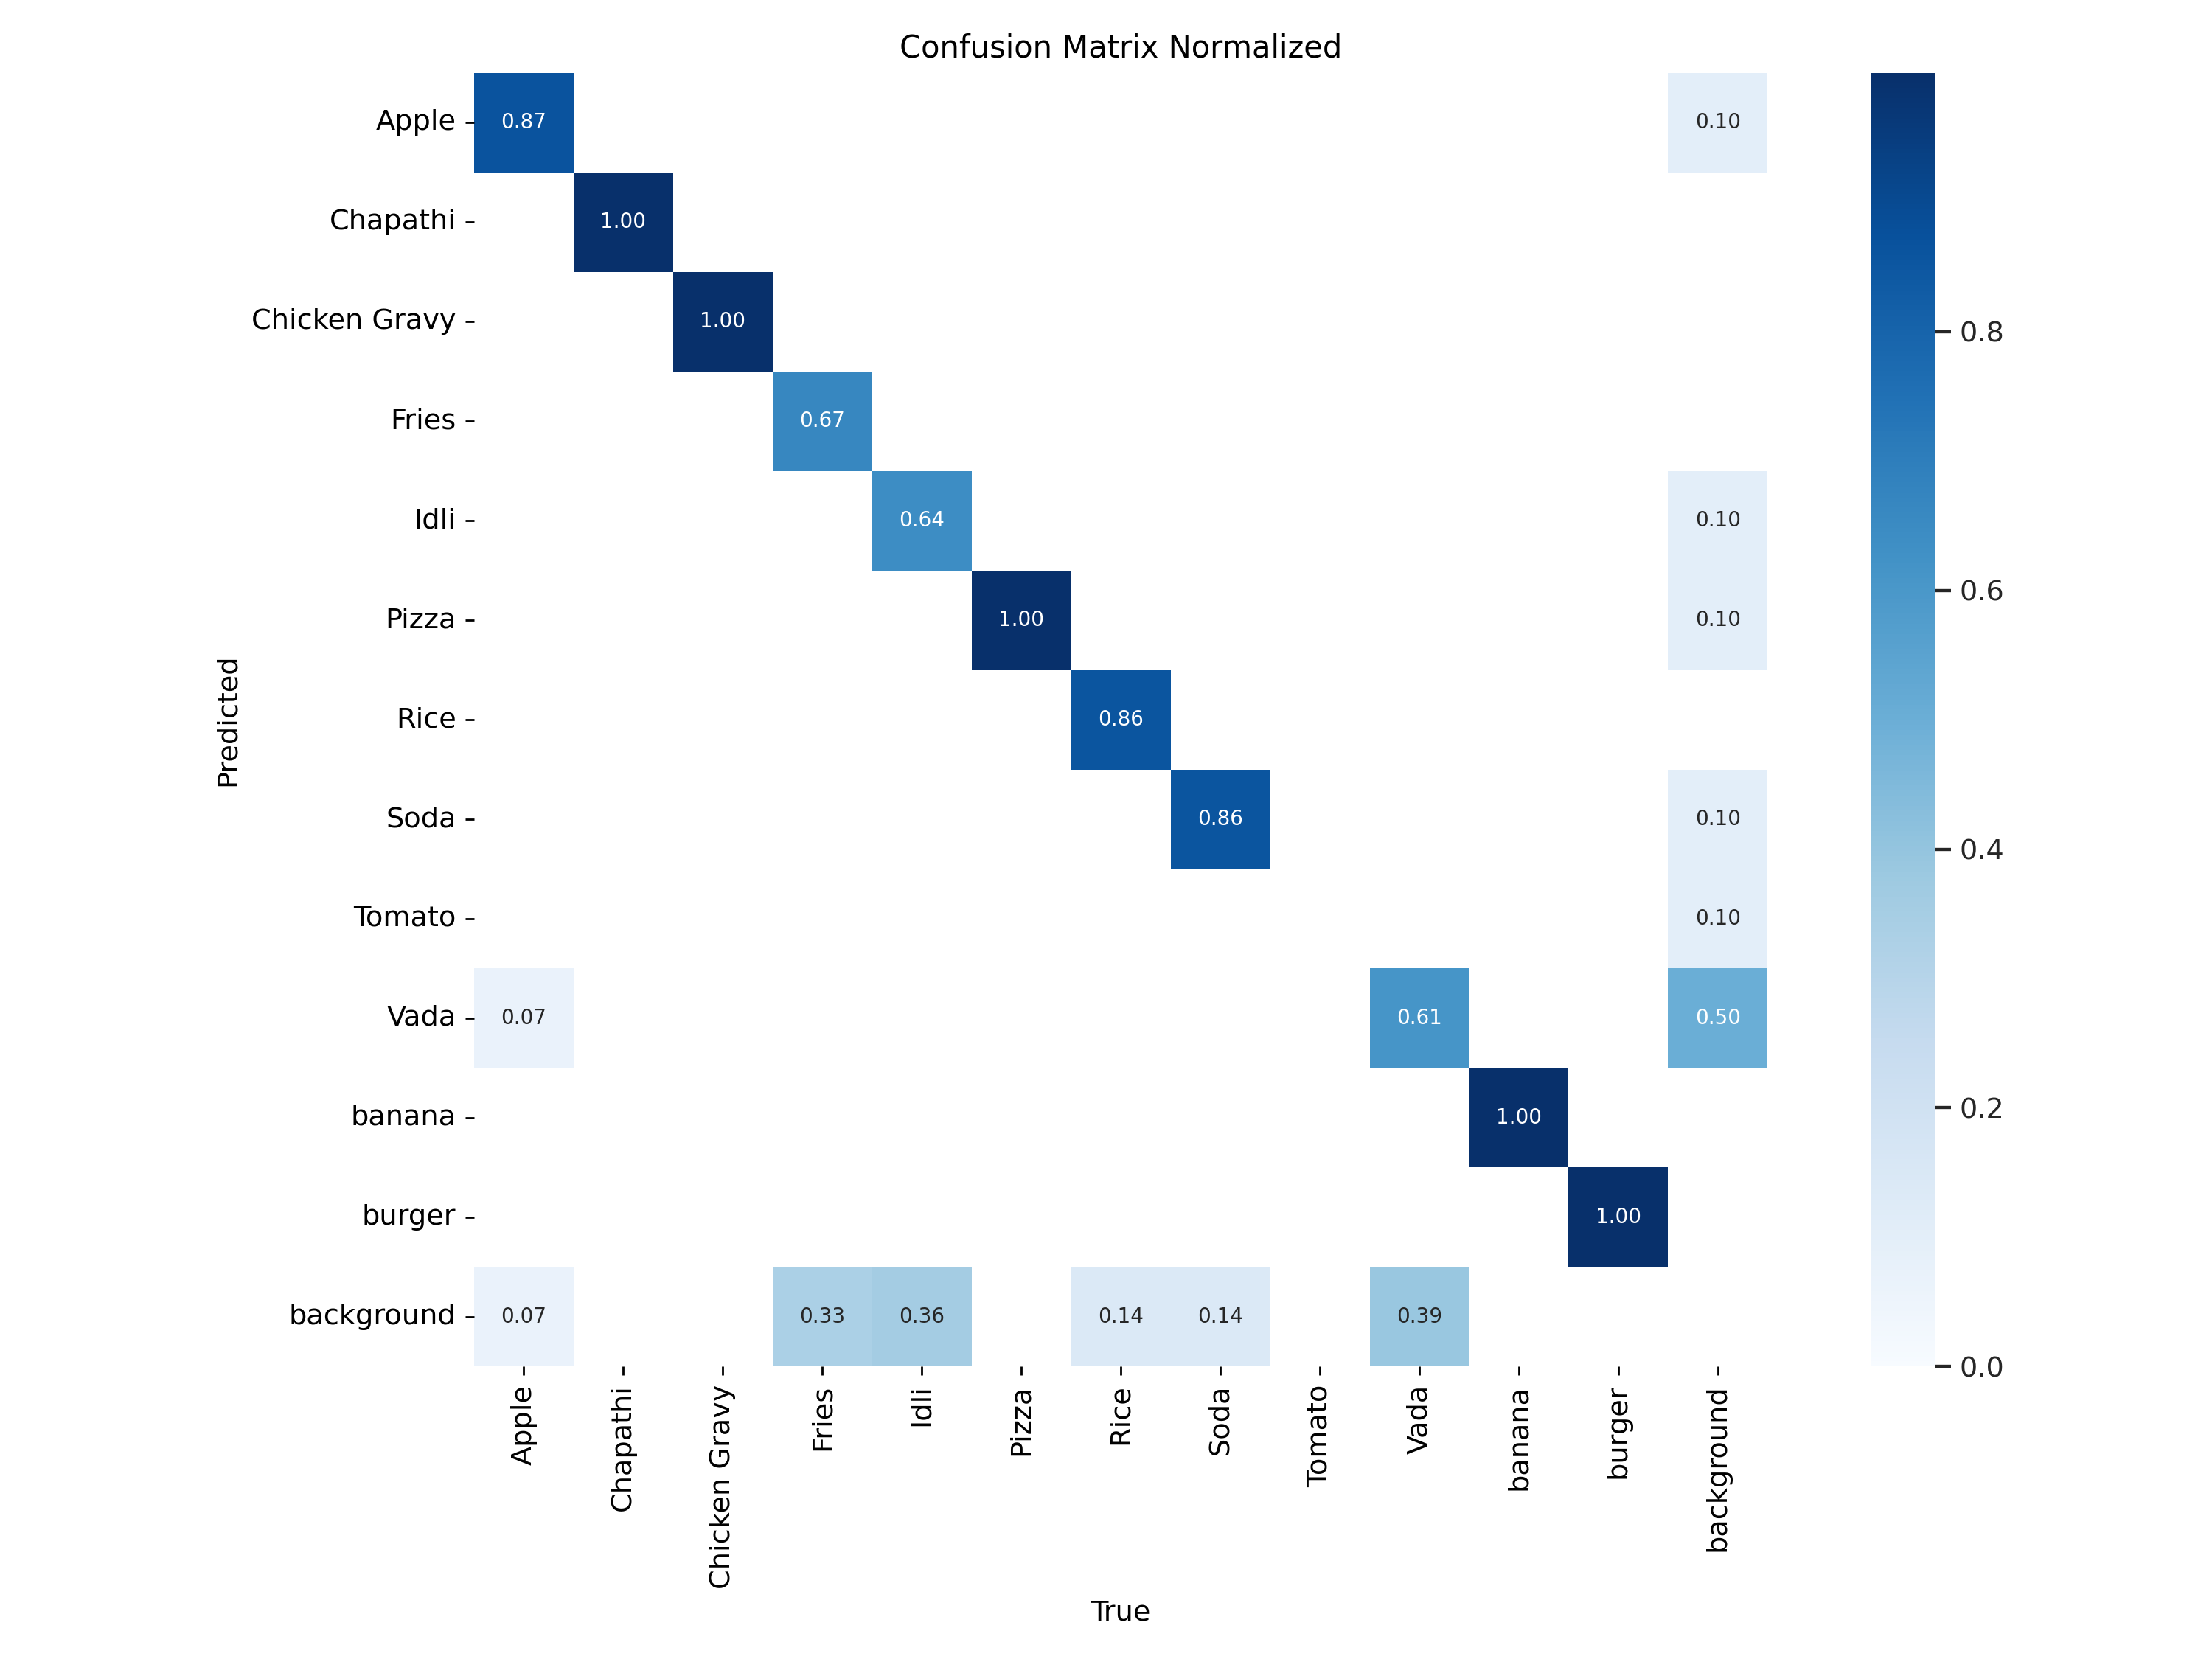 Confusion Matrix Normalized
Apple 0.87 0.10
Chapathi 1.00
Chicken Gravy 1.00
Fries 0.67
Idli 0.64 0.10
Pizza 1.00 0.10
Rice 0.86
Soda 0.86 0.10
Tomato 0.10
Vada 0.07 0.61 0.50
banana 1.00
burger 1.00
background 0.07 0.33 0.36 0.14 0.14 0.39
Predicted
Apple Chapathi Chicken Gravy Fries Idli Pizza Rice Soda Tomato Vada banana burger background
True
0.8
0.6
0.4
0.2
0.0